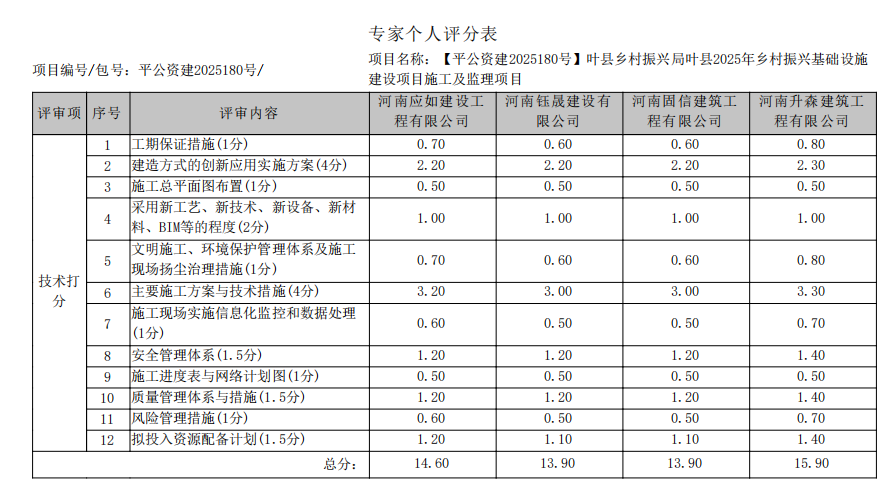 专家个人评分表
项目编号/包号: 平公资建2025180号/
项目名称: 【平公资建2025180号】叶县乡村振兴局叶县2025年乡村振兴基础设施
建设项目施工及监理项目
评审项 序号 评审内容 河南应如建设工 河南钰晟建设有 河南固信建筑工 河南升森建筑工
程有限公司 限公司 程有限公司 程有限公司
技术打
分
1 工期保证措施(1分) 0.70 0.60 0.60 0.80
2 建造方式的创新应用实施方案(4分) 2.20 2.20 2.20 2.30
3 施工总平面图布置(1分) 0.50 0.50 0.50 0.50
4 采用新工艺、新技术、新设备、新材 1.00 1.00 1.00 1.00
料、BIM等的程度(2分)
5 文明施工、环境保护管理体系及施工 0.70 0.60 0.60 0.80
现场扬尘治理措施(1分)
6 主要施工方案与技术措施(4分) 3.20 3.00 3.00 3.30
7 施工现场实施信息化监控和数据处理 0.60 0.50 0.50 0.70
(1分)
8 安全管理体系(1.5分) 1.20 1.20 1.20 1.40
9 施工进度表与网络计划图(1分) 0.50 0.50 0.50 0.50
10 质量管理体系与措施(1.5分) 1.20 1.20 1.20 1.40
11 风险管理措施(1分) 0.60 0.50 0.50 0.70
12 拟投入资源配备计划(1.5分) 1.20 1.10 1.10 1.40
总分: 14.60 13.90 13.90 15.90